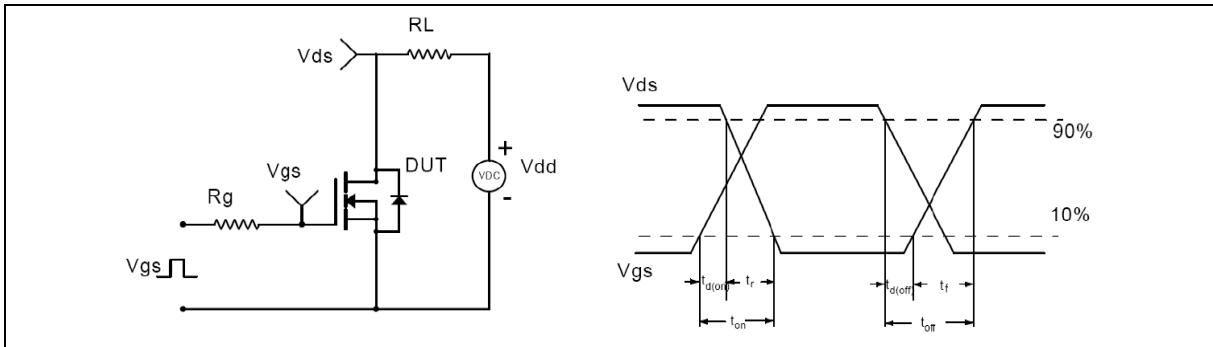 RL
Vds
Vgs
DUT
+
VDC
Vdd
-
Rg
Vgs
Vds
90%
10%
Vgs
td(on)
tr
ton
td(off)
tf
toff